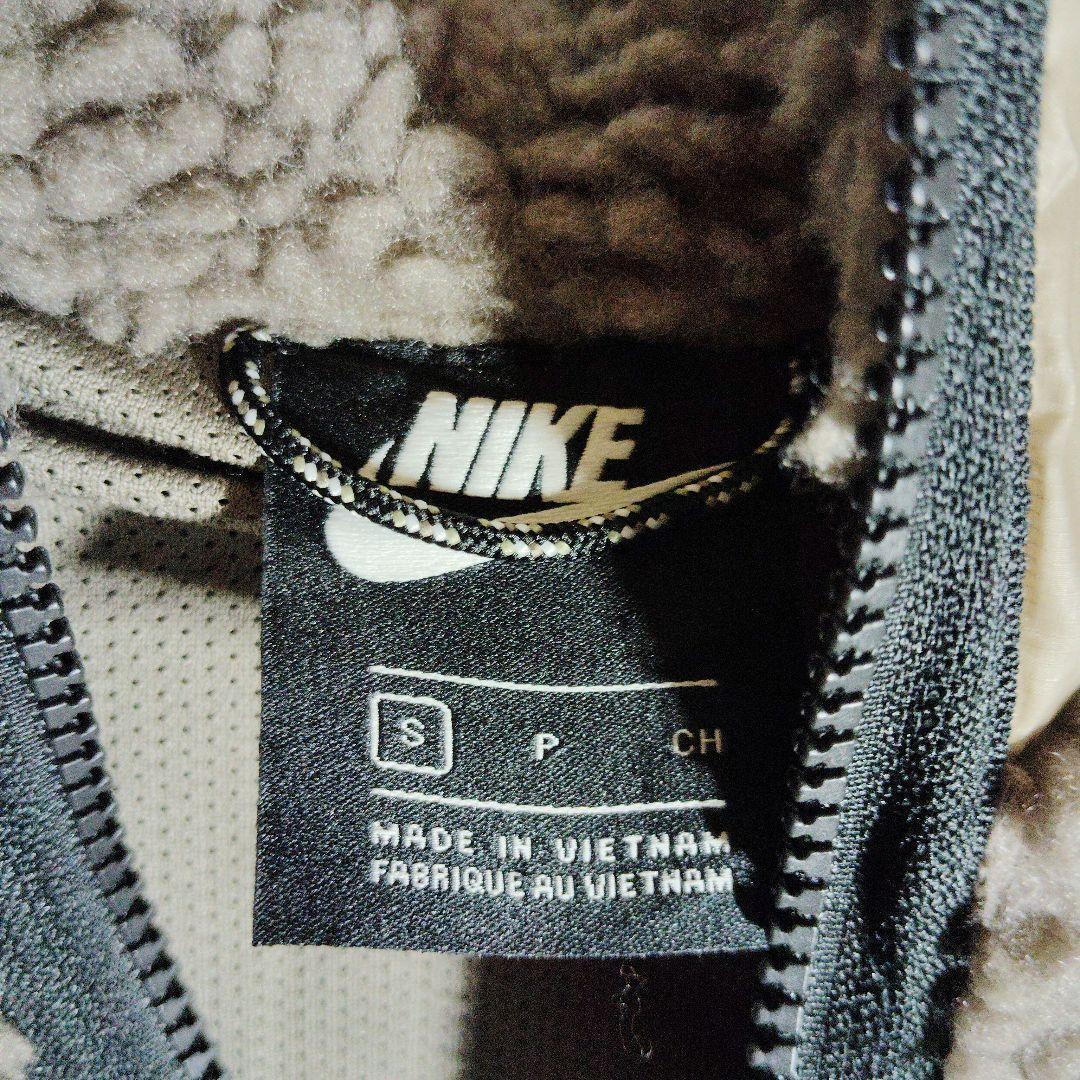 NIKE
S P CH
MADE IN VIETNAM
FABRIQUE AU VIETNAM